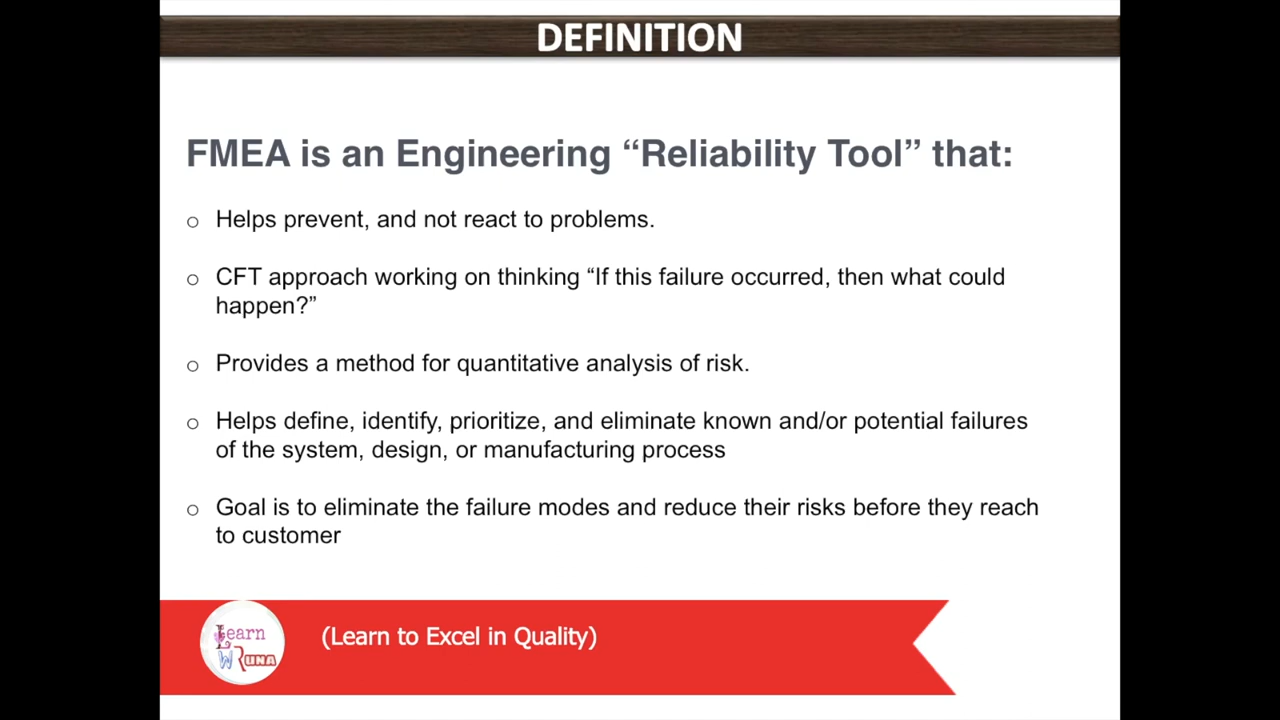 DEFINITION
FMEA is an Engineering “Reliability Tool” that:
o Helps prevent, and not react to problems.
o CFT approach working on thinking “If this failure occurred, then what could
happen?”
o Provides a method for quantitative analysis of risk.
o Helps define, identify, prioritize, and eliminate known and/or potential failures
of the system, design, or manufacturing process
o Goal is to eliminate the failure modes and reduce their risks before they reach
to customer
Learn
W RUNA
(Learn to Excel in Quality)